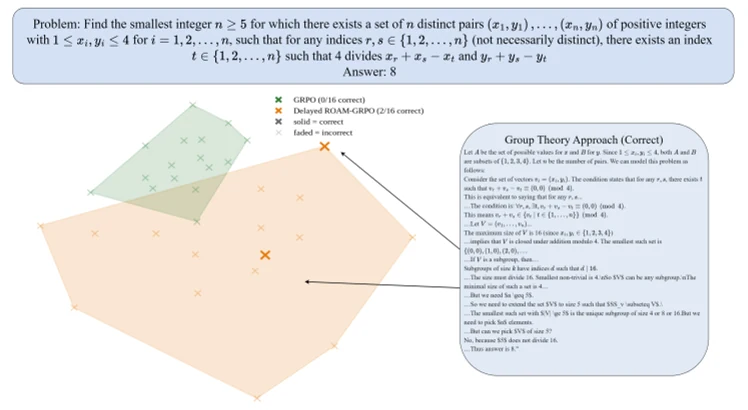 Problem: Find the smallest integer n ≥ 5 for which there exists a set of n distinct pairs (x₁, y₁), . . . , (xₙ, yₙ) of positive integers
with 1 ≤ xᵢ, yᵢ ≤ 4 for i = 1, 2, . . . , n, such that for any indices r, s ∈ {1, 2, . . . , n} (not necessarily distinct), there exists an index
t ∈ {1, 2, . . . , n} such that 4 divides xᵣ + xₛ − xₜ and yᵣ + yₛ − yₜ
Answer: 8
GRPO (0/16 correct)
Delayed ROAM-GRPO (2/16 correct)
solid = correct
faded = incorrect
Group Theory Approach (Correct)
Let A be the set of possible values for x and B for y. Since 1 ≤ xᵢ, yᵢ ≤ 4, both A and B
are subsets of {1, 2, 3, 4}. Let n be the number of pairs. We can model this problem as
follows:
Consider the set of vectors vᵢ = (xᵢ, yᵢ). The condition states that for any r, s, there exists t
such that vᵣ + vₛ − vₜ ≡ (0, 0) (mod 4).
This is equivalent to saying that for any r, s...
...The condition is
This means vᵣ + vₛ ∈ {vₜ | t ∈ {1, . . . , n}} (mod 4).
...Let V = {v₁, . . . , vₙ}...
The maximum size of V is 16 (since xᵢ, yᵢ ∈ {1, 2, 3, 4})
...implies that V is closed under addition modulo 4. The smallest such set is
{(0, 0), (1, 0), (2, 0), ...
...If V is a subgroup, then...
Subgroups of size k have indices d such that d | 16.
...The size must divide 16. Smallest non-trivial is 4. $V$ can be any subgroup. The
minimal size of such a set is 4...
...But we need $n \geq 5$.
...So we need to extend the set $V$ to size 5 such that
...The smallest such set with $|V| \ge 5$ is the unique subgroup of size 4 or 8 or 16.But we
need to pick $n$ elements.
...But can we pick $V$ of size 5?
No, because $5$ does not divide 16.
...Thus answer is 8."